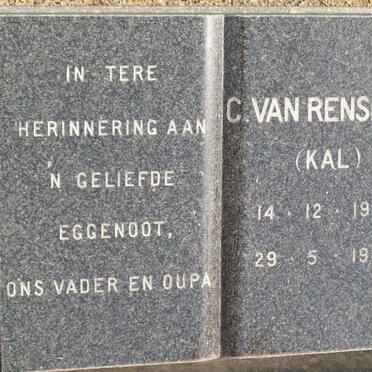 IN TERE
HERINNERING AAN
'N GELIEFDE
EGGENOOT,
ONS VADER EN OUPA
C. VAN RENS
(KAL)
14 · 12 · 19
29 · 5 · 19